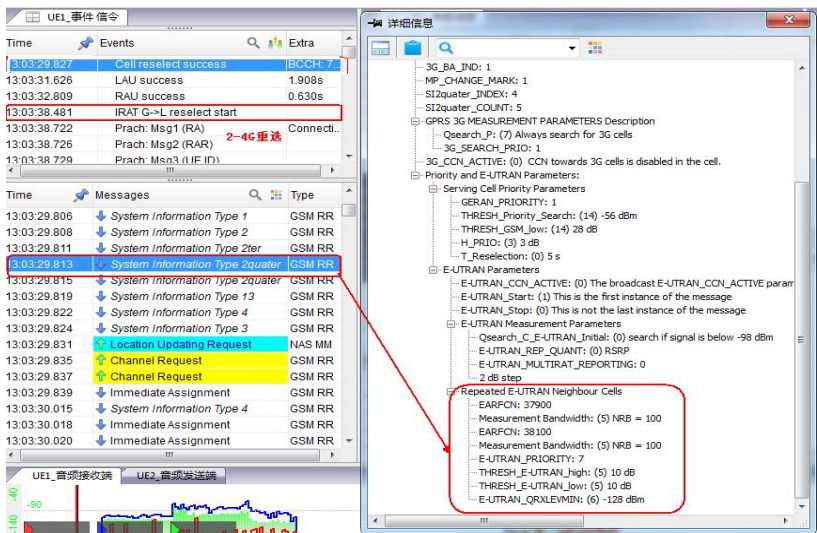 UE1_事件 信令
Time Events Extra
13:03:29.827 Cell reselect success BCCH: 7..
13:03:31.626 LAU success 1.908s
13:03:32.809 RAU success 0.630s
13:03:38.481 IRAT G->L reselect start
13:03:38.722 Prach: Msg1 (RA) Connecti..
2-4G重选
13:03:38.726 Prach: Msg2 (RAR)
13:03:38.729 Prach: Msg3 (UE ID)
Time Messages Type
13:03:29.806 System Information Type 1 GSM RR
13:03:29.808 System Information Type 2 GSM RR
13:03:29.811 System Information Type 2ter GSM RR
13:03:29.813 System Information Type 2quater GSM RR
13:03:29.815 System Information Type 2quater GSM RR
13:03:29.819 System Information Type 13 GSM RR
13:03:29.822 System Information Type 4 GSM RR
13:03:29.824 System Information Type 3 GSM RR
13:03:29.831 Location Updating Request NAS MM
13:03:29.835 Channel Request GSM RR
13:03:29.837 Channel Request GSM RR
13:03:29.839 Immediate Assignment GSM RR
13:03:30.015 System Information Type 4 GSM RR
13:03:30.018 Immediate Assignment GSM RR
13:03:30.020 Immediate Assignment GSM RR
UE1_音频接收端 UE2_音频发送端
-40
-90
-140
详细信息
3G_BA_IND: 1
MP_CHANGE_MARK: 1
SI2quater_INDEX: 4
SI2quater_COUNT: 5
GPRS 3G MEASUREMENT PARAMETERS Description
Qsearch_P: (7) Always search for 3G cells
3G_SEARCH_PRIO: 1
3G_CCN_ACTIVE: (0) CCN towards 3G cells is disabled in the cell.
Priority and E-UTRAN Parameters:
Serving Cell Priority Parameters
GERAN_PRIORITY: 1
THRESH_Priority_Search: (14) -56 dBm
THRESH_GSM_low: (14) 28 dB
H_PRIO: (3) 3 dB
T_Reselection: (0) 5 s
E-UTRAN Parameters
E-UTRAN_CCN_ACTIVE: (0) The broadcast E-UTRAN_CCN_ACTIVE param
E-UTRAN_Start: (1) This is the first instance of the message
E-UTRAN_Stop: (0) This is not the last instance of the message
E-UTRAN Measurement Parameters
Qsearch_C_E-UTRAN_Initial: (0) search if signal is below -98 dBm
E-UTRAN_REP_QUANT: (0) RSRP
E-UTRAN_MULTIRAT_REPORTING: 0
2 dB step
Repeated E-UTRAN Neighbour Cells
EARFCN: 37900
Measurement Bandwidth: (5) NRB = 100
EARFCN: 38100
Measurement Bandwidth: (5) NRB = 100
E-UTRAN_PRIORITY: 7
THRESH_E-UTRAN_high: (5) 10 dB
THRESH_E-UTRAN_low: (5) 10 dB
E-UTRAN_QRXLEVMIN: (6) -128 dBm